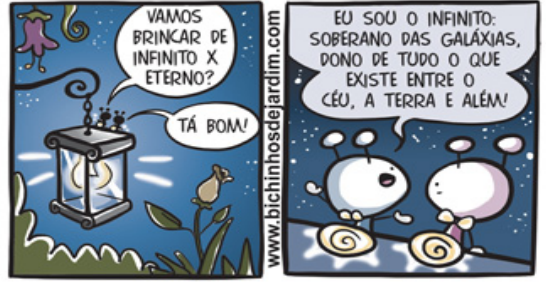 VAMOS
BRINCAR DE
INFINITO X
ETERNO?
TÁ BOM!
www.bichinhosdejardim.com
EU SOU O INFINITO:
SOBERANO DAS GALÁXIAS,
DONO DE TUDO O QUE
EXISTE ENTRE O
CÉU, A TERRA E ALÉM!